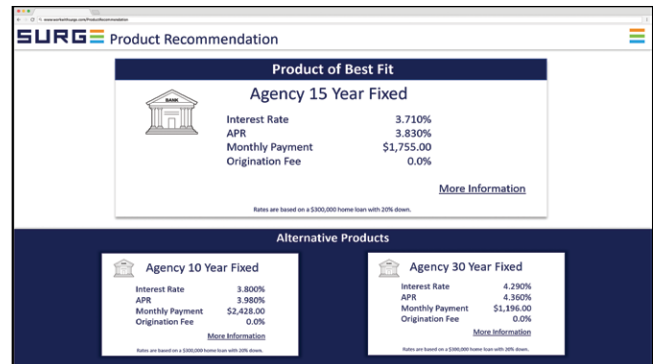 www.workwithsurge.com/ProductRecommendation
SURGE Product Recommendation
Product of Best Fit
BANK
Agency 15 Year Fixed
Interest Rate 3.710%
APR 3.830%
Monthly Payment $1,755.00
Origination Fee 0.0%
More Information
Rates are based on a $300,000 home loan with 20% down.
Alternative Products
Agency 10 Year Fixed
Interest Rate 3.800%
APR 3.980%
Monthly Payment $2,428.00
Origination Fee 0.0%
More Information
Rates are based on a $300,000 home loan with 20% down.
Agency 30 Year Fixed
Interest Rate 4.290%
APR 4.360%
Monthly Payment $1,196.00
Origination Fee 0.0%
More Information
Rates are based on a $300,000 home loan with 20% down.